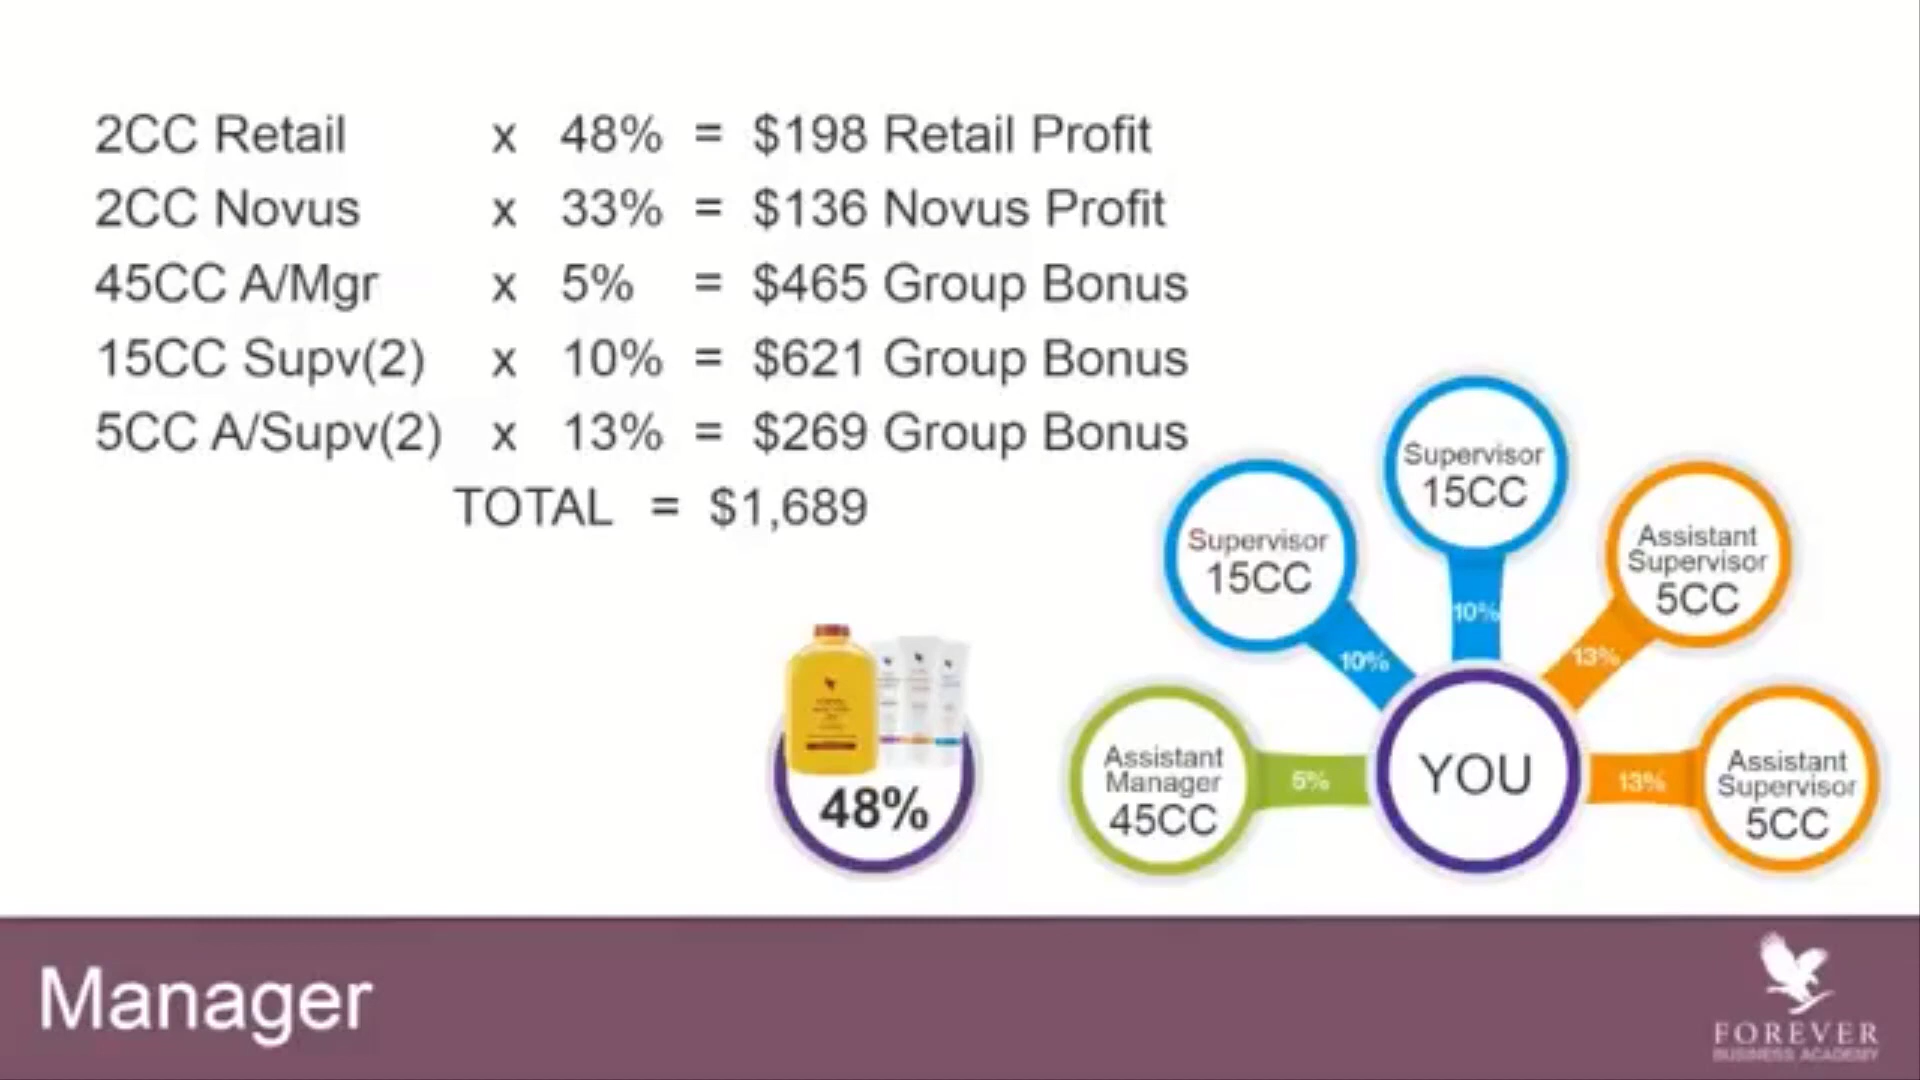 2CC Retail x 48% = $198 Retail Profit
2CC Novus x 33% = $136 Novus Profit
45CC A/Mgr x 5% = $465 Group Bonus
15CC Supv(2) x 10% = $621 Group Bonus
5CC A/Supv(2) x 13% = $269 Group Bonus
TOTAL = $1,689
Supervisor
15CC
10%
Supervisor
15CC
10%
Assistant
Supervisor
5CC
13%
Assistant
Manager
45CC
5%
YOU
13%
Assistant
Supervisor
5CC
48%
Manager
FOREVER
BUSINESS ACADEMY